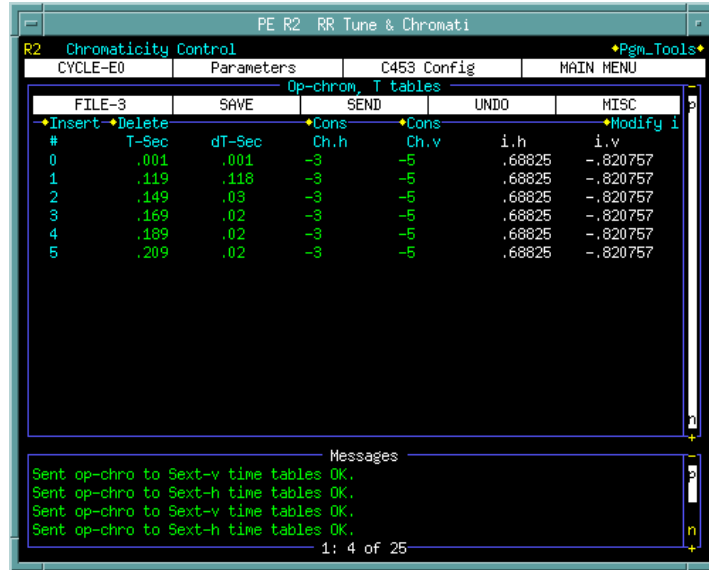 PE R2 RR Tune & Chromati
R2 Chromaticity Control ◆Pgm_Tools◆
CYCLE-E0 Parameters C453 Config MAIN MENU
Op-chrom, T tables
FILE-3 SAVE SEND UNDO MISC
◆Insert ◆Delete ◆Cons ◆Cons ◆Modify i
# T-Sec dT-Sec Ch.h Ch.v i.h i.v
0 .001 .001 -3 -5 .68825 -.820757
1 .119 .118 -3 -5 .68825 -.820757
2 .149 .03 -3 -5 .68825 -.820757
3 .169 .02 -3 -5 .68825 -.820757
4 .189 .02 -3 -5 .68825 -.820757
5 .209 .02 -3 -5 .68825 -.820757
- p
n +
Messages
Sent op-chro to Sext-v time tables OK.
Sent op-chro to Sext-h time tables OK.
Sent op-chro to Sext-v time tables OK.
Sent op-chro to Sext-h time tables OK.
- p
n +
1: 4 of 25